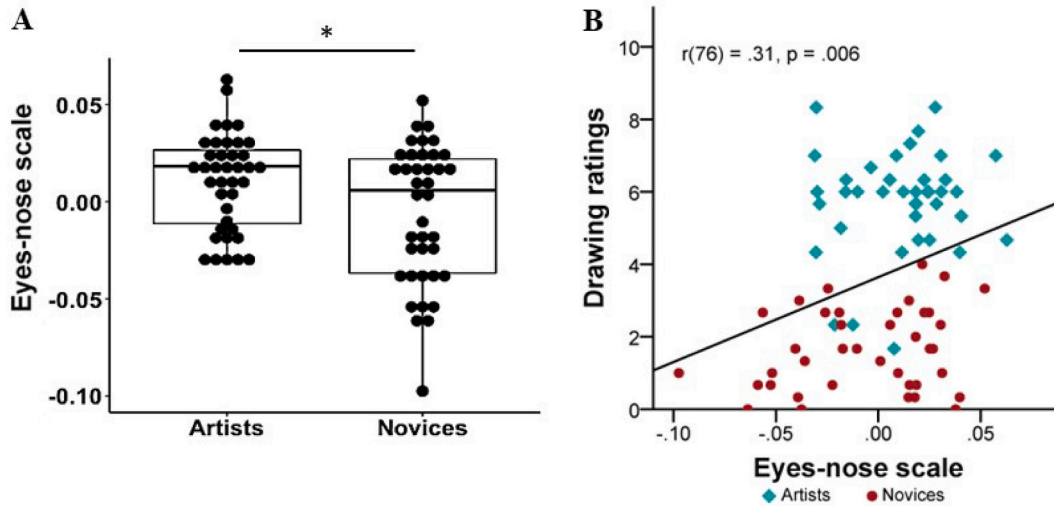 A
*
Eyes-nose scale
0.05
0.00
-0.05
-0.10
Artists Novices
B
r(76) = .31, p = .006
Drawing ratings
10
8
6
4
2
0
-.10 -.05 .00 .05
Eyes-nose scale
Artists Novices